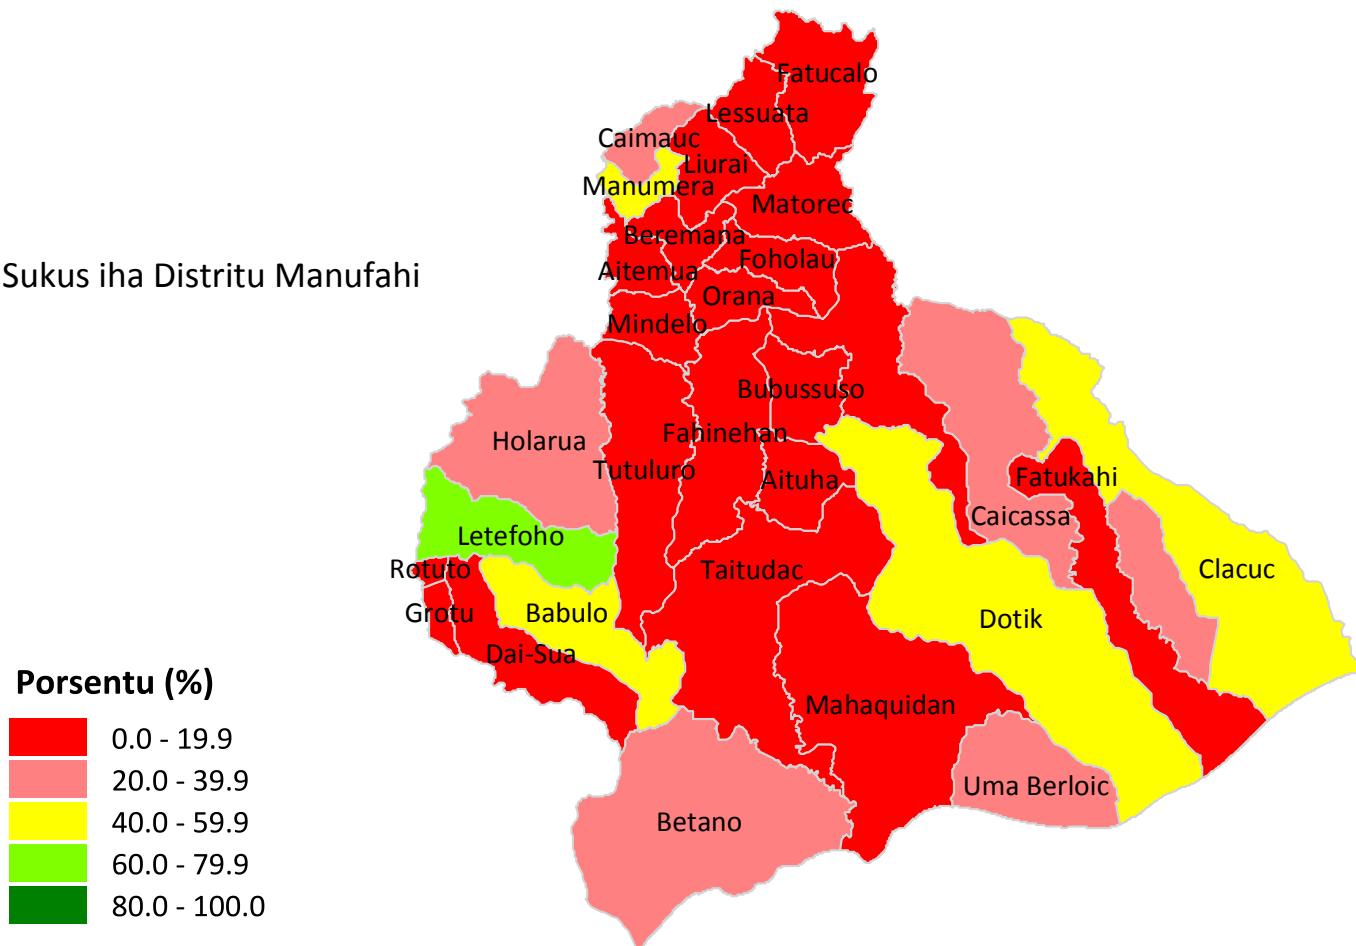 Fatucalo
Lessuata
Caimauc
Liurai
Manumera
Matorec
Beremana
Foholau
Sukus iha Distritu Manufahi
Aitemua
Orana
Mindelo
Bubussuso
Holarua
Fahinehan
Tutuluro
Aituha
Fatukahi
Caicassa
Letefoho
Rotuto
Taitudac
Clacuc
Grotu
Babulo
Dotik
Dai-Sua
Mahaquidan
Uma Berloic
Betano
Porsentu (%)
0.0 - 19.9
20.0 - 39.9
40.0 - 59.9
60.0 - 79.9
80.0 - 100.0